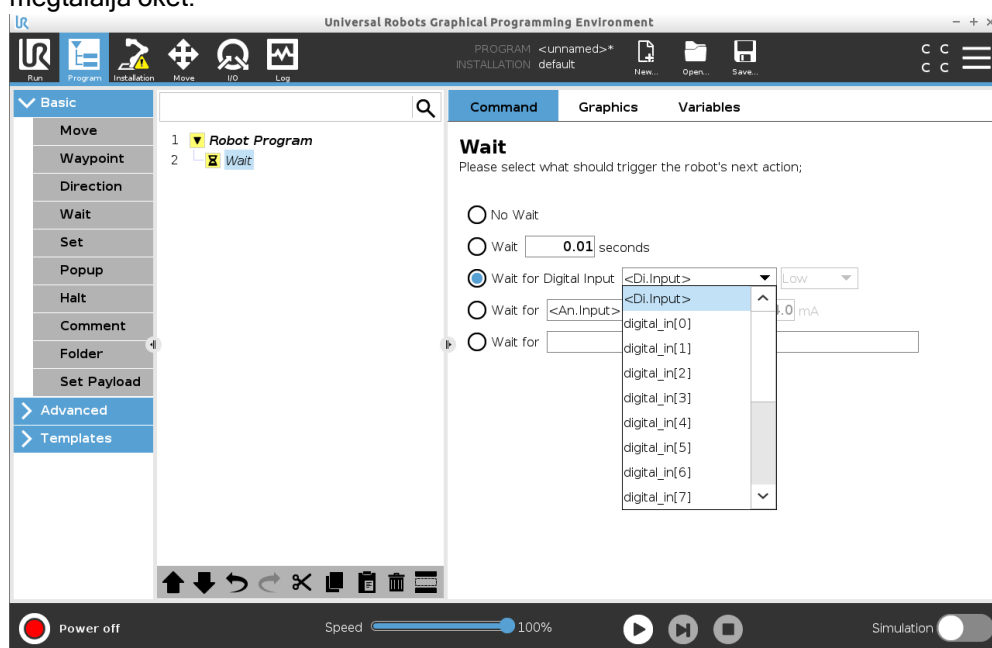 megtalálja őket.
UR Universal Robots Graphical Programming Environment
PROGRAM <unnamed>*
INSTALLATION default
Run Program Installation Move I/O Log New... Open... Save...
C C
C C
Basic
Move
Waypoint
Direction
Wait
Set
Popup
Halt
Comment
Folder
Set Payload
Advanced
Templates
1 Robot Program
2 Wait
Command Graphics Variables
Wait
Please select what should trigger the robot's next action;
No Wait
Wait 0.01 seconds
Wait for Digital Input <Di.Input> Low
Wait for <An.Input> .0 mA
Wait for
<Di.Input>
digital_in[0]
digital_in[1]
digital_in[2]
digital_in[3]
digital_in[4]
digital_in[5]
digital_in[6]
digital_in[7]
Power off Speed 100% Simulation